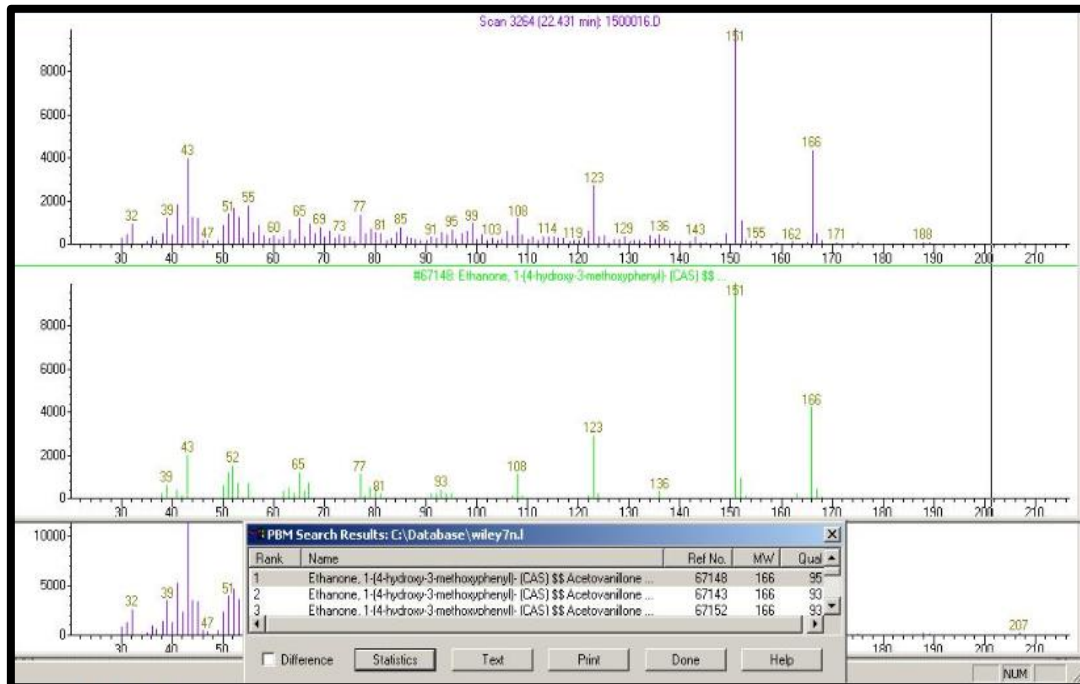 Scan 3264 (22.431 min): 1500016.D
151
8000
6000
43
166
4000
123
2000
32 39 51 55 60 65 69 73 77 81 85 91 95 99 103 108 114 119 129 136 143 155 162 171 188
47
0
30 40 50 60 70 80 90 100 110 120 130 140 150 160 170 180 190 200 210
#67148: Ethanone, 1-(4-hydroxy-3-methoxyphenyl)- (CAS) $$ ...
151
8000
6000
166
4000
123
43
2000
39 52 65 77 81 93 108 136
0
30 40 50 60 70 80 90 100 110 120 130 140 150 160 170 180 190 200 210
10000
5000
32 39 51
47
207
0
30 40 50
180 190 200 210
PBM Search Results: C:\Database\wiley7n.l
Rank Name Ref No. MW Qual
1 Ethanone, 1-(4-hydroxy-3-methoxyphenyl)- (CAS) $$ Acetovanillone ... 67148 166 95
2 Ethanone, 1-(4-hydroxy-3-methoxyphenyl)- (CAS) $$ Acetovanillone ... 67143 166 93
3 Ethanone, 1-(4-hydroxy-3-methoxyphenyl)- (CAS) $$ Acetovanillone ... 67152 166 93
Difference Statistics Text Print Done Help
NUM